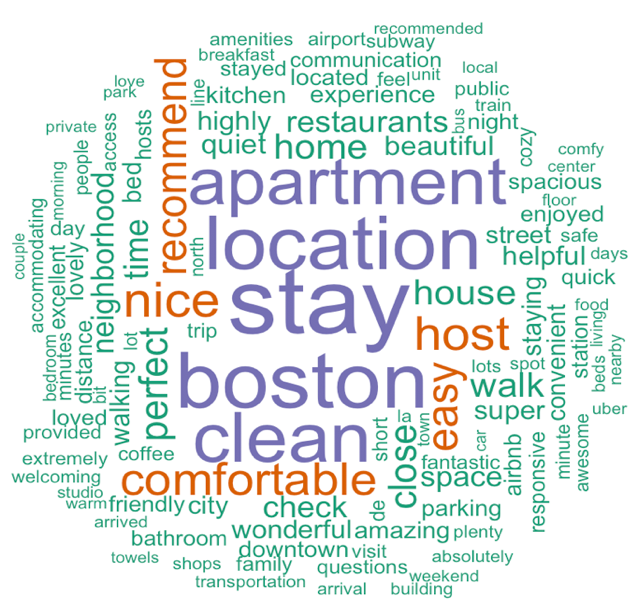 recommended
amenities
airport
subway
breakfast
communication
stayed
located
feel
unit
local
love
park
line
kitchen
experience
public
train
recommend
highly
restaurants
bus
night
private
access
hosts
quiet
home
beautiful
cozy
comfy
people
bed
apartment
center
spacious
morning
floor
accommodating
neighborhood
time
enjoyed
day
location
street
safe
couple
excellent
lovely
north
helpful
days
stay
quick
nice
house
food
trip
host
staying
convenient
station
living
beds
nearby
bedroom
minutes
distance
bit
lot
walking
perfect
boston
easy
lots
spot
walk
super
uber
loved
provided
clean
short
la
town
close
car
coffee
extremely
welcoming
comfortable
fantastic
space
airbnb
responsive
minute
awesome
studio
warm
friendly
city
check
de
parking
arrived
bathroom
wonderful
amazing
plenty
downtown
visit
absolutely
towels
shops
family
questions
weekend
transportation
arrival
building